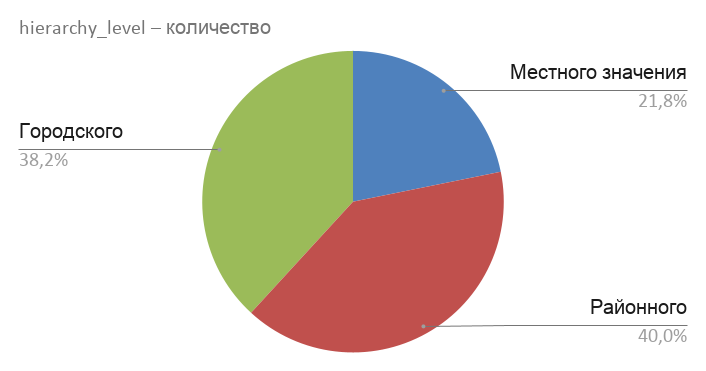 hierarchy_level – количество
Местного значения
21,8%
Городского
38,2%
Районного
40,0%